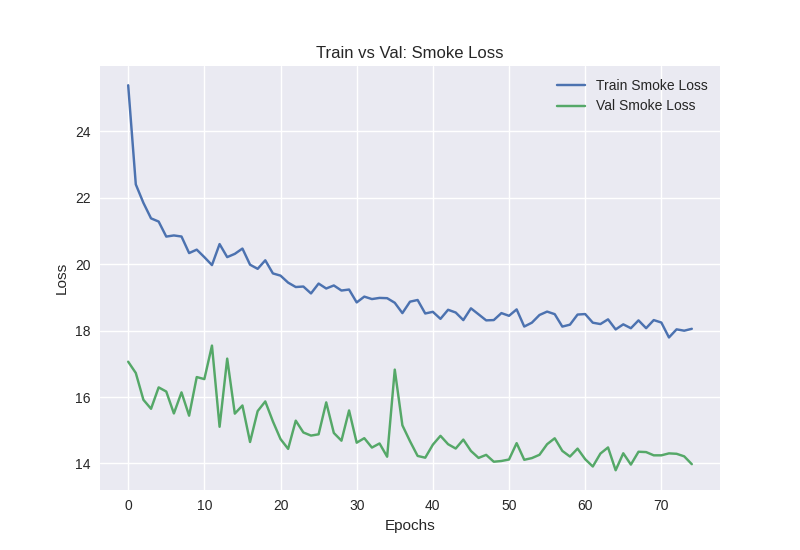 Train vs Val: Smoke Loss
Train Smoke Loss
Val Smoke Loss
Loss
24
22
20
18
16
14
0 10 20 30 40 50 60 70
Epochs